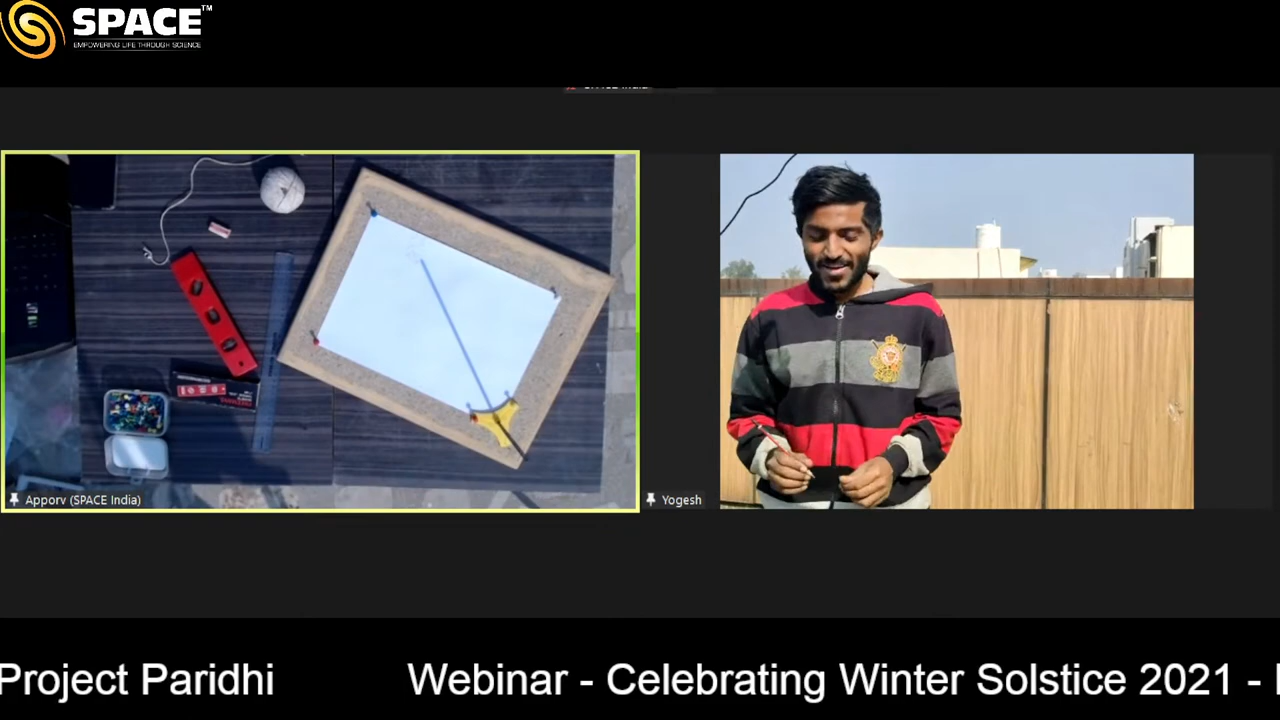 SPACE™
EMPOWERING LIFE THROUGH SCIENCE
Apporv (SPACE India)
Yogesh
Project Paridhi
Webinar - Celebrating Winter Solstice 2021 -